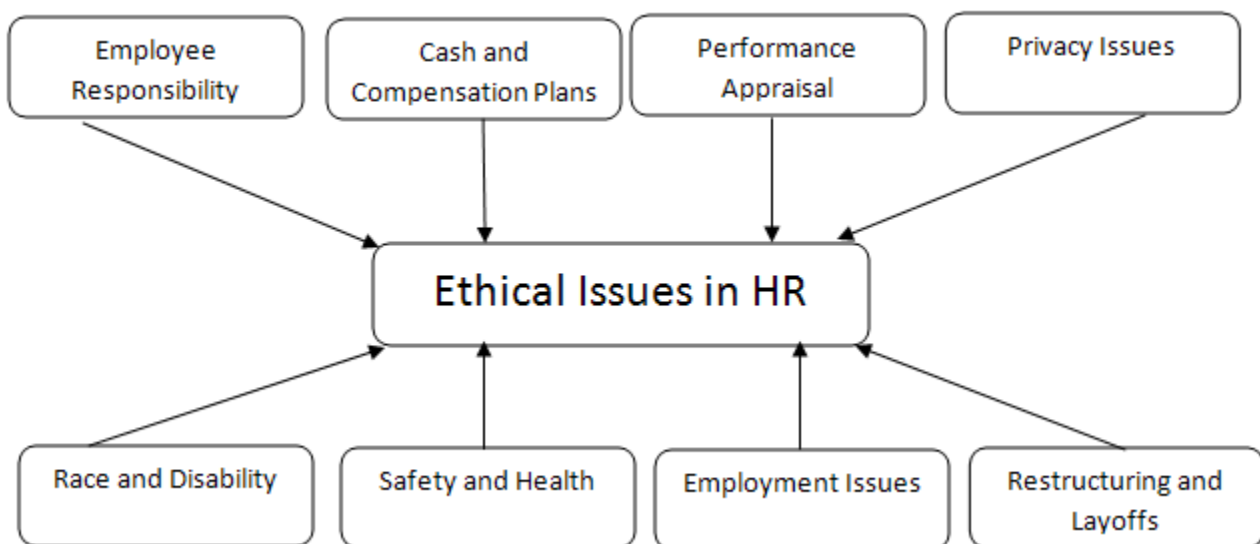 Employee
Responsibility
Cash and
Compensation Plans
Performance
Appraisal
Privacy Issues
Ethical Issues in HR
Race and Disability
Safety and Health
Employment Issues
Restructuring and
Layoffs